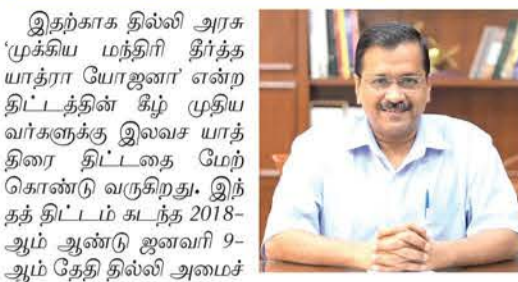 இதற்காக தில்லி அரசு
'முக்கிய மந்திரி தீர்த்த
யாத்ரா யோஜனா' என்ற
திட்டத்தின் கீழ் முதிய
வர்களுக்கு இலவச யாத்
திரை திட்டதை மேற்
கொண்டு வருகிறது. இந்
தத் திட்டம் கடந்த 2018-
ஆம் ஆண்டு ஜனவரி 9-
ஆம் தேதி தில்லி அமைச்